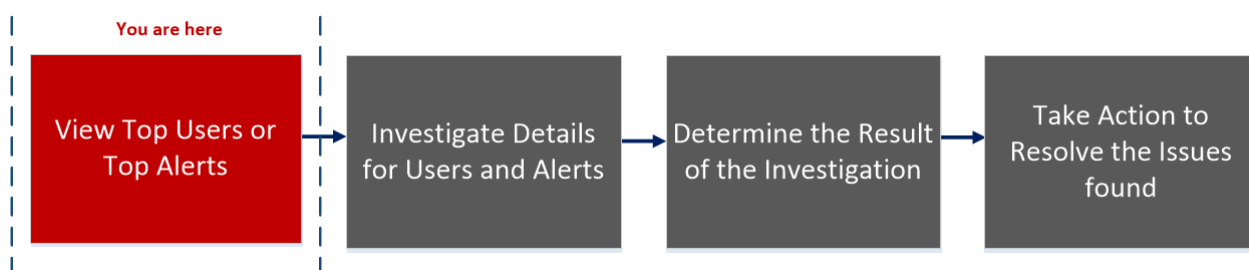 You are here
View Top Users or
Top Alerts
Investigate Details
for Users and Alerts
Determine the Result
of the Investigation
Take Action to
Resolve the Issues
found